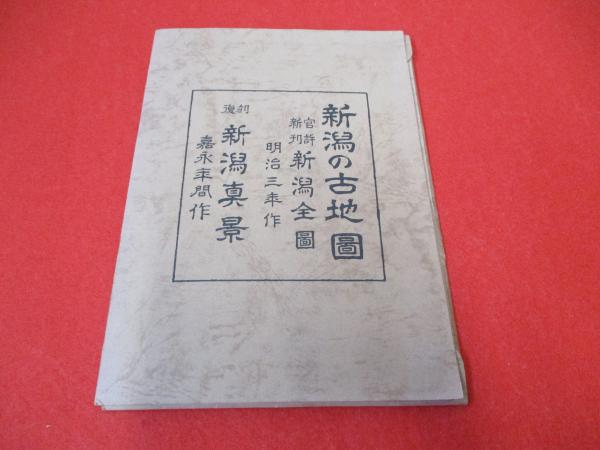 新潟の古地圖
官許
新刊
新潟全圖
明治三年作
復刻
新潟真景
嘉永年間作